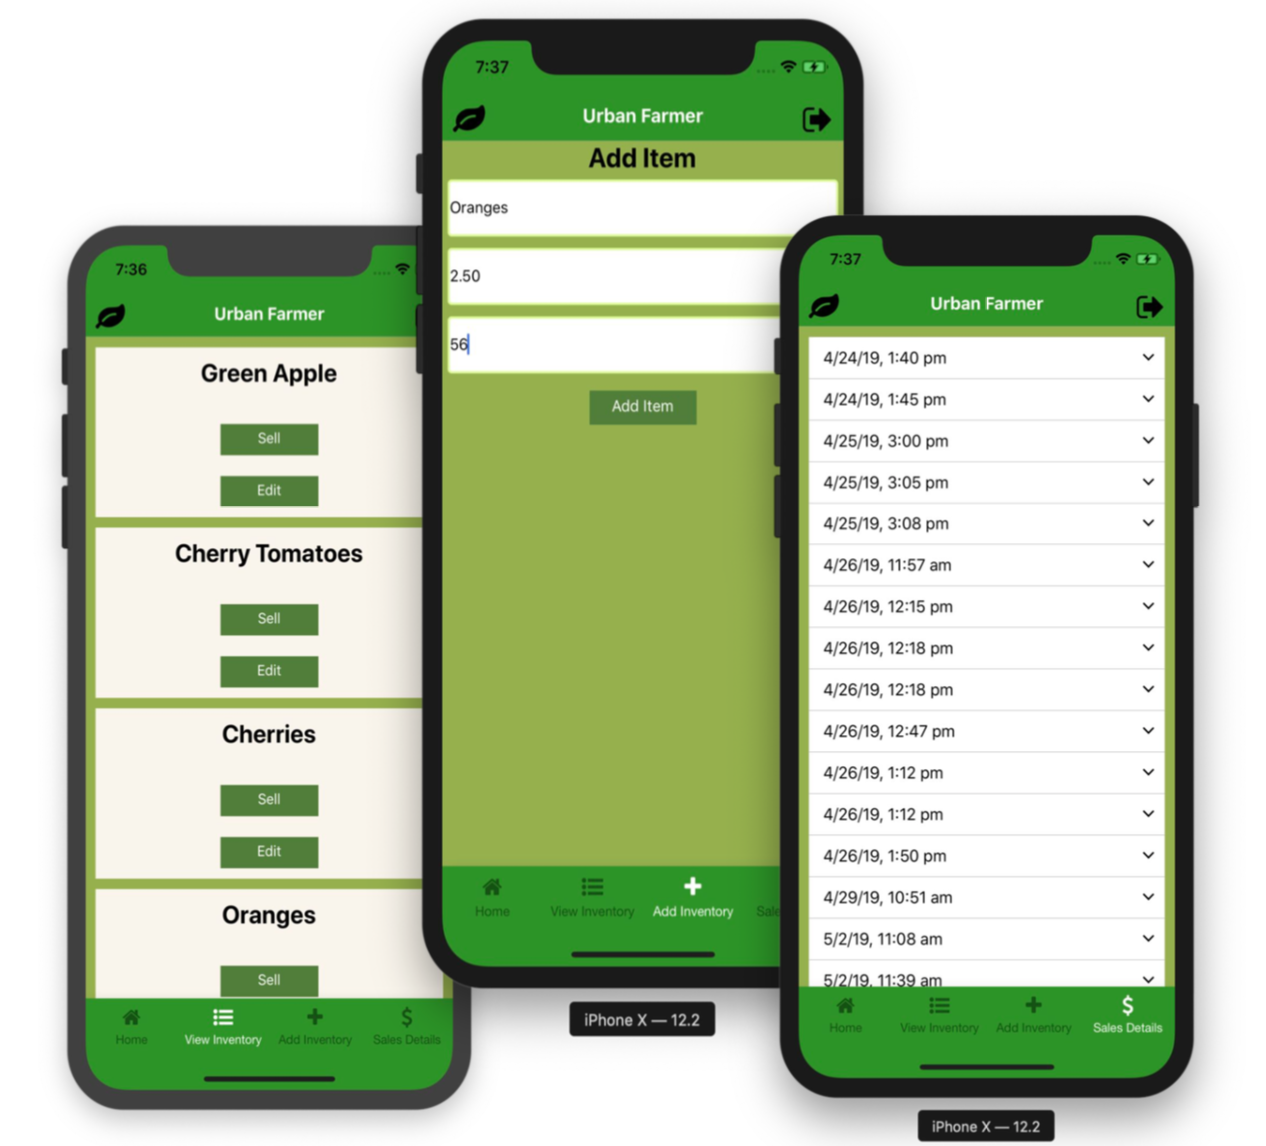 7:36
Urban Farmer
Green Apple
Sell
Edit
Cherry Tomatoes
Sell
Edit
Cherries
Sell
Edit
Oranges
Sell
Home
View Inventory
Add Inventory
Sales Details
7:37
Urban Farmer
Add Item
Oranges
2.50
56
Add Item
Home
View Inventory
Add Inventory
Sale
iPhone X — 12.2
7:37
Urban Farmer
4/24/19, 1:40 pm
4/24/19, 1:45 pm
4/25/19, 3:00 pm
4/25/19, 3:05 pm
4/25/19, 3:08 pm
4/26/19, 11:57 am
4/26/19, 12:15 pm
4/26/19, 12:18 pm
4/26/19, 12:18 pm
4/26/19, 12:47 pm
4/26/19, 1:12 pm
4/26/19, 1:12 pm
4/26/19, 1:50 pm
4/29/19, 10:51 am
5/2/19, 11:08 am
5/2/19, 11:39 am
Home
View Inventory
Add Inventory
Sales Details
iPhone X — 12.2